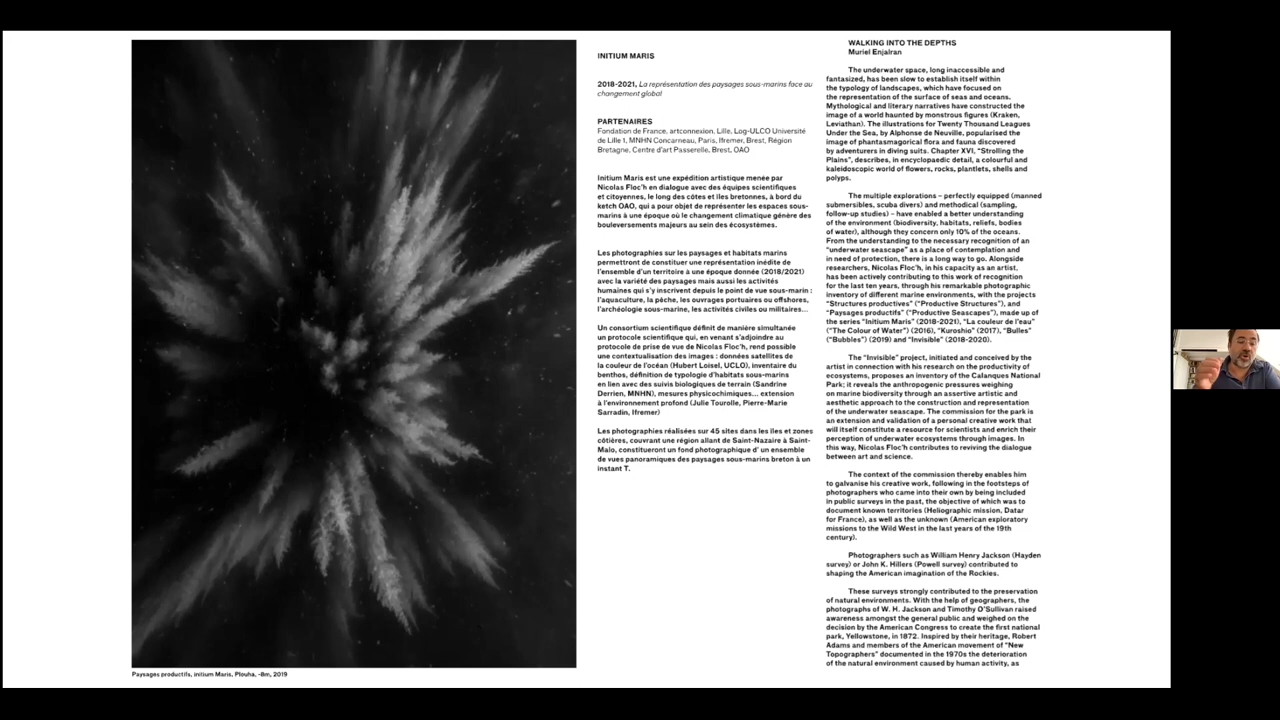 INITIUM MARIS
2018-2021, La représentation des paysages sous-marins face au
changement global
PARTENAIRES
Fondation de France, artconnexion, Lille, Log-ULCO Université
de Lille 1, MNHN Concarneau, Paris, Ifremer, Brest, Région
Bretagne, Centre d'art Passerelle, Brest, OAO
Initium Maris est une expédition artistique menée par
Nicolas Floc'h en dialogue avec des équipes scientifiques
et citoyennes, le long des côtes et îles bretonnes, à bord du
ketch OAO, qui a pour objet de représenter les espaces sous-
marins à une époque où le changement climatique génère des
bouleversements majeurs au sein des écosystèmes.
Les photographies sur les paysages et habitats marins
permettront de constituer une représentation inédite de
l'ensemble d'un territoire à une époque donnée (2018/2021)
avec la variété des paysages mais aussi les activités
humaines qui s'y inscrivent depuis le point de vue sous-marin :
l'aquaculture, la pêche, les ouvrages portuaires ou offshores,
l'archéologie sous-marine, les activités civiles ou militaires...
Un consortium scientifique définit de manière simultanée
un protocole scientifique qui, en venant s'adjoindre au
protocole de prise de vue de Nicolas Floc'h, rend possible
une contextualisation des images : données satellites de
la couleur de l'océan (Hubert Loisel, UCLO), inventaire du
benthos, définition de typologie d'habitats sous-marins
en lien avec des suivis biologiques de terrain (Sandrine
Derrien, MNHN), mesures physicochimiques... extension
à l'environnement profond (Julie Tourolle, Pierre-Marie
Sarradin, Ifremer)
Les photographies réalisées sur 45 sites dans les îles et zones
côtières, couvrant une région allant de Saint-Nazaire à Saint-
Malo, constitueront un fond photographique d' un ensemble
de vues panoramiques des paysages sous-marins breton à un
instant T.
WALKING INTO THE DEPTHS
Muriel Enjalran
The underwater space, long inaccessible and
fantasized, has been slow to establish itself within
the typology of landscapes, which have focused on
the representation of the surface of seas and oceans.
Mythological and literary narratives have constructed the
image of a world haunted by monstrous figures (Kraken,
Leviathan). The illustrations for Twenty Thousand Leagues
Under the Sea, by Alphonse de Neuville, popularised the
image of phantasmagorical flora and fauna discovered
by adventurers in diving suits. Chapter XVI, "Strolling the
Plains", describes, in encyclopaedic detail, a colourful and
kaleidoscopic world of flowers, rocks, plantlets, shells and
polyps.
The multiple explorations – perfectly equipped (manned
submersibles, scuba divers) and methodical (sampling,
follow-up studies) – have enabled a better understanding
of the environment (biodiversity, habitats, reliefs, bodies
of water), although they concern only 10% of the oceans.
From the understanding to the necessary recognition of an
"underwater seascape" as a place of contemplation and
in need of protection, there is a long way to go. Alongside
researchers, Nicolas Floc'h, in his capacity as an artist,
has been actively contributing to this work of recognition
for the last ten years, through his remarkable photographic
inventory of different marine environments, with the projects
"Structures productives" ("Productive Structures"), and
"Paysages productifs" ("Productive Seascapes"), made up of
the series "Initium Maris" (2018-2021), "La couleur de l'eau"
("The Colour of Water") (2016), "Kuroshio" (2017), "Bulles"
("Bubbles") (2019) and "Invisible" (2018-2020).
The "Invisible" project, initiated and conceived by the
artist in connection with his research on the productivity of
ecosystems, proposes an inventory of the Calanques National
Park; it reveals the anthropogenic pressures weighing
on marine biodiversity through an assertive artistic and
aesthetic approach to the construction and representation
of the underwater seascape. The commission for the park is
an extension and validation of a personal creative work that
will itself constitute a resource for scientists and enrich their
perception of underwater ecosystems through images. In
this way, Nicolas Floc'h contributes to reviving the dialogue
between art and science.
The context of the commission thereby enables him
to galvanise his creative work, following in the footsteps of
photographers who came into their own by being included
in public surveys in the past, the objective of which was to
document known territories (Heliographic mission, Datar
for France), as well as the unknown (American exploratory
missions to the Wild West in the last years of the 19th
century).
Photographers such as William Henry Jackson (Hayden
survey) or John K. Hillers (Powell survey) contributed to
shaping the American imagination of the Rockies.
These surveys strongly contributed to the preservation
of natural environments. With the help of geographers, the
photographs of W. H. Jackson and Timothy O'Sullivan raised
awareness amongst the general public and weighed on the
decision by the American Congress to create the first national
park, Yellowstone, in 1872. Inspired by their heritage, Robert
Adams and members of the American movement of "New
Topographers" documented in the 1970s the deterioration
of the natural environment caused by human activity, as
Paysages productifs, initium Maris, Plouha, -8m, 2019